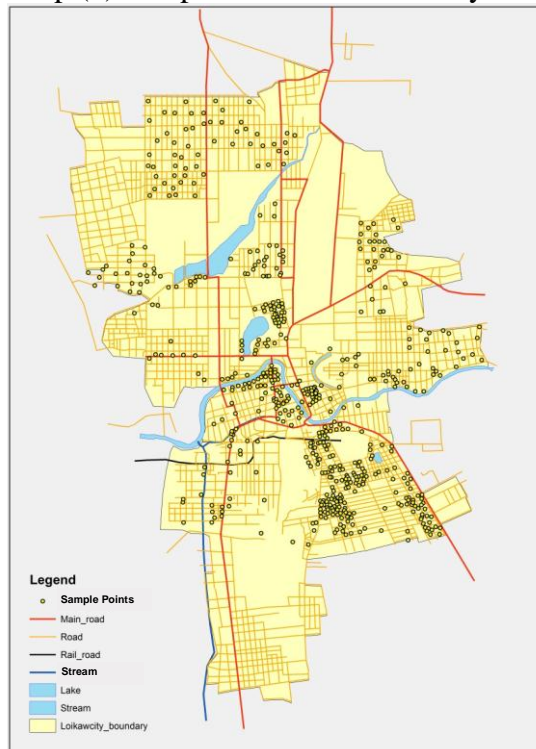 Legend
Sample Points
Main_road
Road
Rail_road
Stream
Lake
Stream
Loikawcity_boundary